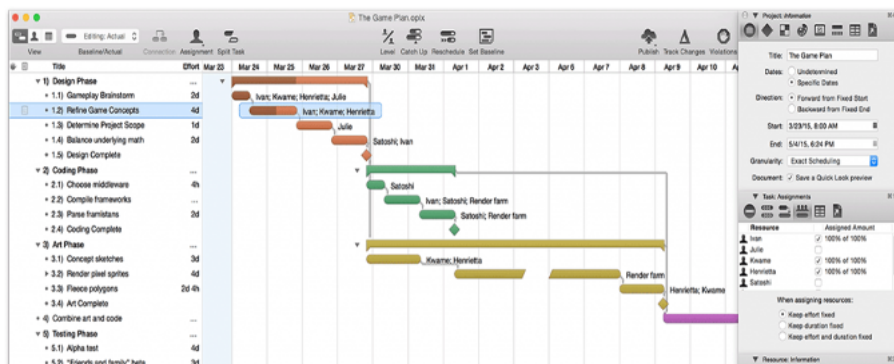 The Game Plan.oplx
Editing: Actual
View
Baseline/Actual
Connection
Assignment
Split Task
Level
Catch Up
Reschedule
Set Baseline
Publish
Track Changes
Violations
Title
Effort
Mar 23
Mar 24
Mar 26
Mar 27
Mar 30
Mar 31
Apr 1
Apr 2
Apr 3
Apr 6
Apr 7
Apr 8
Apr 9
Apr 10
1) Design Phase
...
1.1) Gameplay Brainstorm
2d
Ivan; Kwame; Henrietta; Julie
1.2) Refine Game Concepts
4d
Ivan; Kwame; Henrietta
1.3) Determine Project Scope
1d
Julie
1.4) Balance underlying math
2d
Satoshi; Ivan
1.5) Design Complete
2) Coding Phase
...
2.1) Choose middleware
4h
Satoshi
2.2) Compile frameworks
...
Ivan; Satoshi; Render farm
2.3) Parse framistans
2d
Satoshi; Render farm
2.4) Coding Complete
3) Art Phase
...
3.1) Concept sketches
3d
Kwame; Henrietta
3.2) Render pixel sprites
4d
Render farm
3.3) Fleece polygons
2d 4h
Henrietta; Kwame
3.4) Art Complete
4) Combine art and code
...
5) Testing Phase
...
5.1) Alpha test
4d
5.2) "Friends and family" beta
3d
Project: Information
Title: The Game Plan
Dates: Undetermined
Specific Dates
Direction: Forward from Fixed Start
Backward from Fixed End
Start: 3/23/15, 8:00 AM
End: 5/4/15, 6:24 PM
Granularity: Exact Scheduling
Document: Save a Quick Look preview
Task: Assignments
Resource
Assigned Amount
Ivan
100% of 100%
Julie
Kwame
100% of 100%
Henrietta
100% of 100%
Satoshi
When assigning resources:
Keep effort fixed
Keep duration fixed
Keep effort and duration fixed
Resource: Information